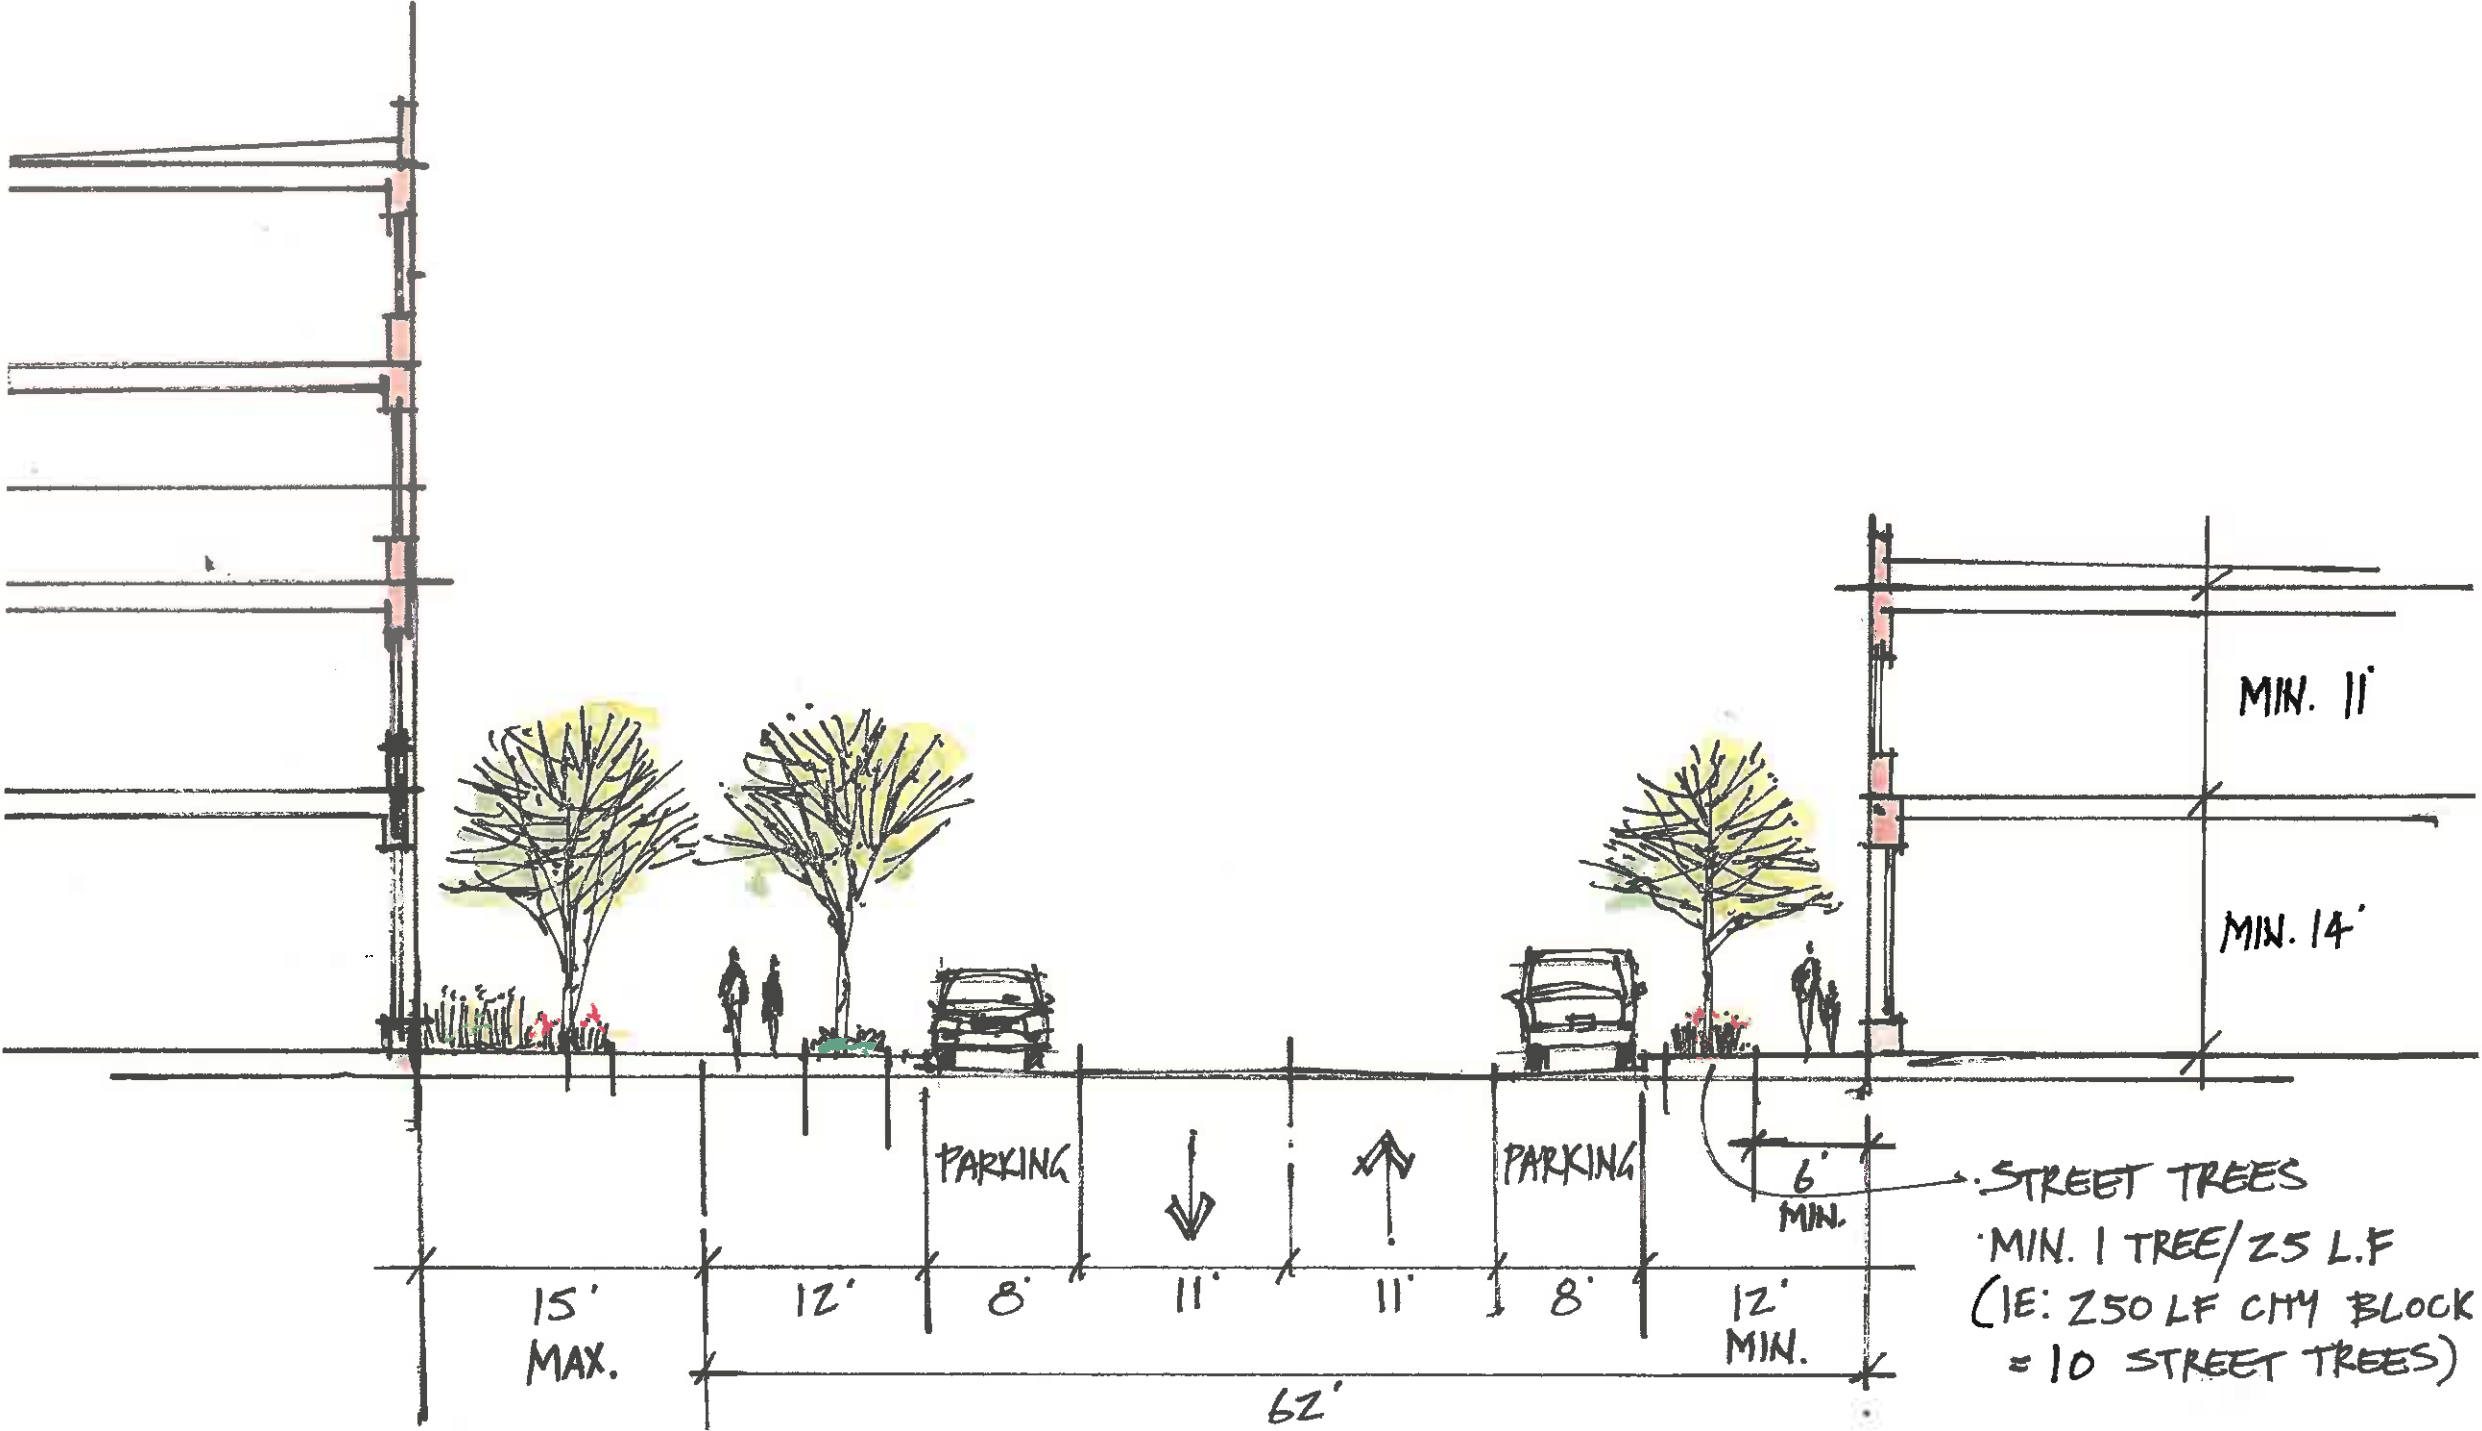 MIN. 11'
MIN. 14'
PARKING
PARKING
6'
MIN.
· STREET TREES
· MIN. 1 TREE/25 L.F
(IE: 250 LF CITY BLOCK
= 10 STREET TREES)
15'
MAX.
12'
8'
11'
11'
8'
12'
MIN.
62'